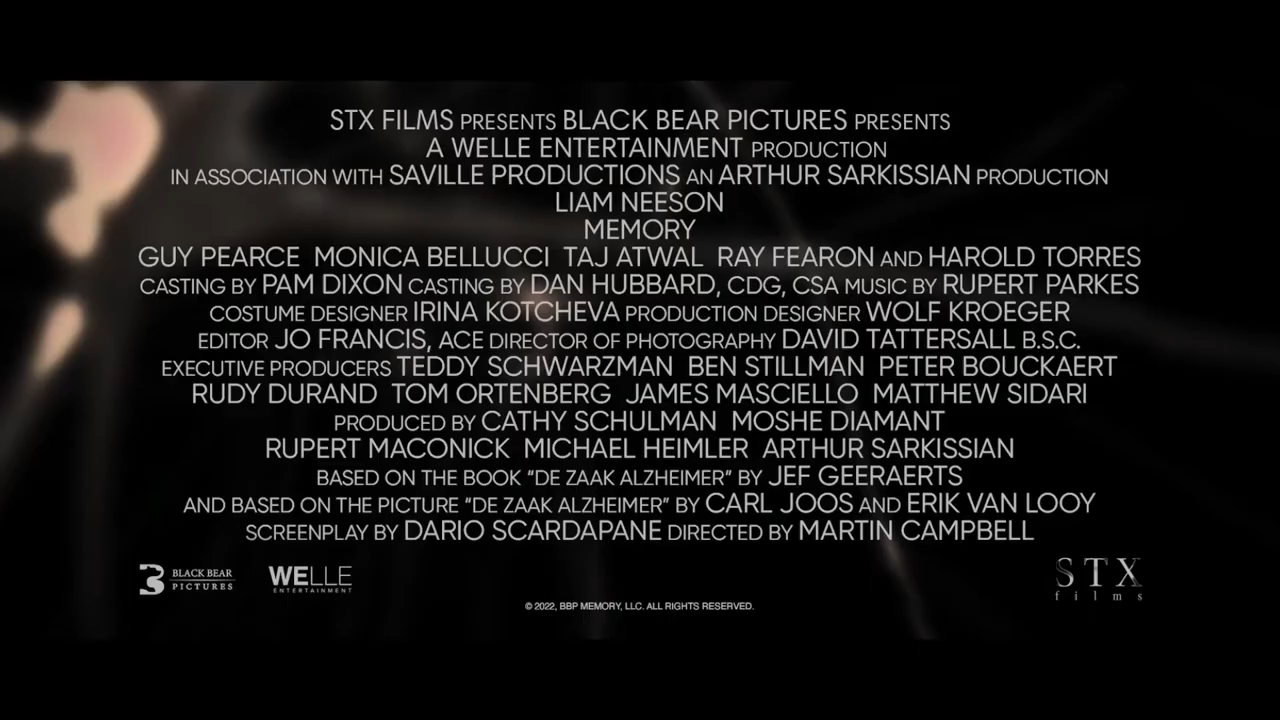 STX FILMS PRESENTS BLACK BEAR PICTURES PRESENTS
A WELLE ENTERTAINMENT PRODUCTION
IN ASSOCIATION WITH SAVILLE PRODUCTIONS AN ARTHUR SARKISSIAN PRODUCTION
LIAM NEESON
MEMORY
GUY PEARCE MONICA BELLUCCI TAJ ATWAL RAY FEARON AND HAROLD TORRES
CASTING BY PAM DIXON CASTING BY DAN HUBBARD, CDG, CSA MUSIC BY RUPERT PARKES
COSTUME DESIGNER IRINA KOTCHEVA PRODUCTION DESIGNER WOLF KROEGER
EDITOR JO FRANCIS, ACE DIRECTOR OF PHOTOGRAPHY DAVID TATTERSALL B.S.C.
EXECUTIVE PRODUCERS TEDDY SCHWARZMAN BEN STILLMAN PETER BOUCKAERT
RUDY DURAND TOM ORTENBERG JAMES MASCIELLO MATTHEW SIDARI
PRODUCED BY CATHY SCHULMAN MOSHE DIAMANT
RUPERT MACONICK MICHAEL HEIMLER ARTHUR SARKISSIAN
BASED ON THE BOOK “DE ZAAK ALZHEIMER” BY JEF GEERAERTS
AND BASED ON THE PICTURE “DE ZAAK ALZHEIMER” BY CARL JOOS AND ERIK VAN LOOY
SCREENPLAY BY DARIO SCARDAPANE DIRECTED BY MARTIN CAMPBELL
BLACK BEAR
PICTURES
WELLE
ENTERTAINMENT
STX
films
© 2022, BBP MEMORY, LLC. ALL RIGHTS RESERVED.